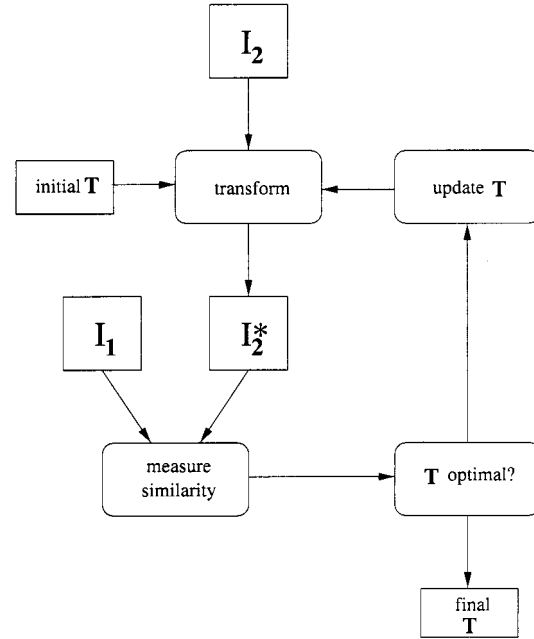 I₂
initial T
transform
update T
I₁
I₂*
measure
similarity
T optimal?
final
T